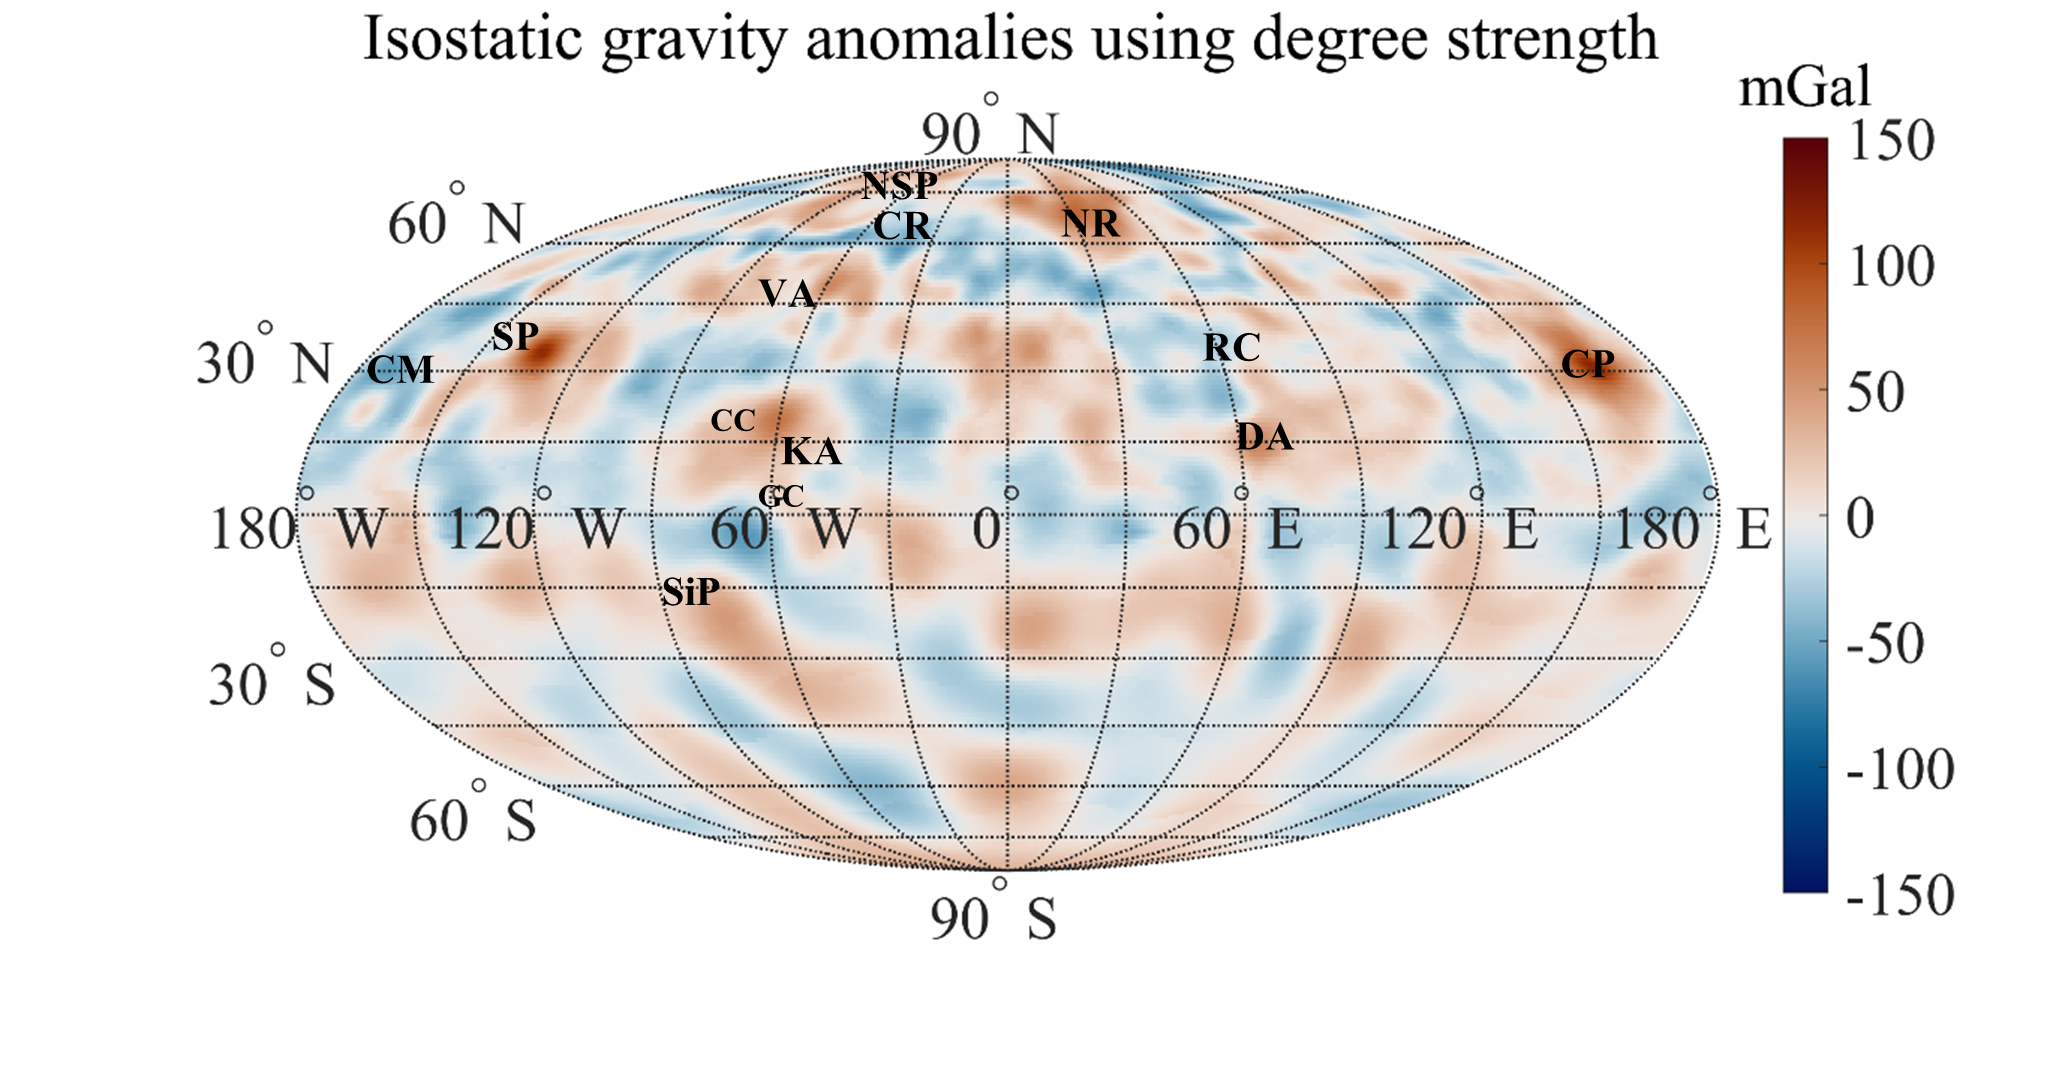 Isostatic gravity anomalies using degree strength
mGal
150
100
50
0
-50
-100
-150
90° N
60° N
30° N
180° W
120° W
60° W
0°
60° E
120° E
180° E
30° S
60° S
90° S
NSP
CR
NR
VA
SP
CM
RC
CP
CC
KA
DA
GC
SiP